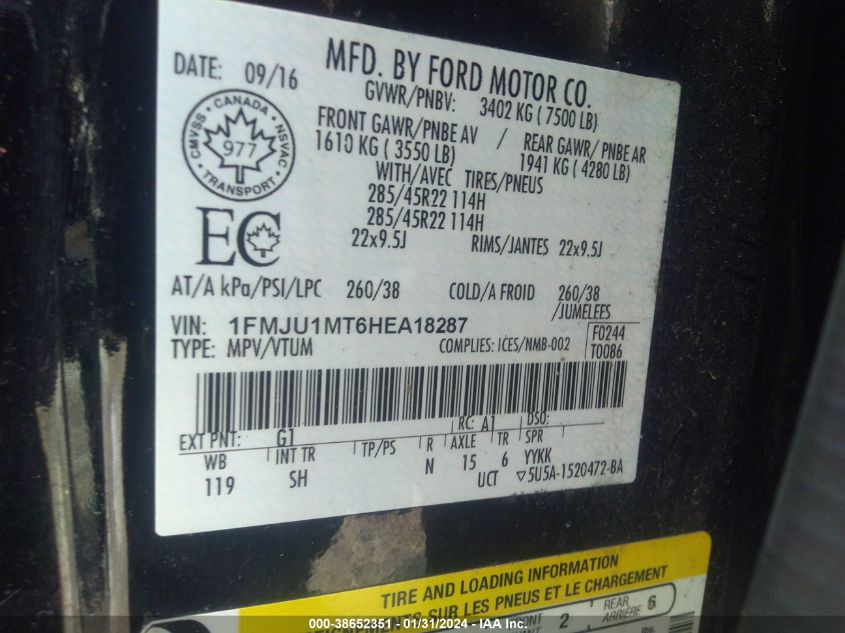 MFD. BY FORD MOTOR CO.
DATE: 09/16
GVWR/PNBV: 3402 KG ( 7500 LB)
FRONT GAWR/PNBE AV / REAR GAWR/ PNBE AR
1610 KG ( 3550 LB) 1941 KG ( 4280 LB)
WITH/AVEC TIRES/PNEUS
285/45R22 114H
285/45R22 114H
22x9.5J RIMS/JANTES 22x9.5J
CANADA
CMVSS NSVAC
977
TRANSPORT
EC
AT/A kPa/PSI/LPC 260/38 COLD/A FROID 260/38
/JUMELEES
VIN: 1FMJU1MT6HEA18287
TYPE: MPV/VTUM COMPLIES: ICES/NMB-002
F0244
T0086
EXT PNT: G1 RC: A1 DSO:
WB INT TR TP/PS R AXLE TR SPR
119 SH N 15 6 YYKK
UCT ▽5U5A-1520472-BA
TIRE AND LOADING INFORMATION
SUR LES PNEUS ET LE CHARGEMENT
2 REAR 6
ARRIÈRE
lbs.
000-38652351 - 01/31/2024 - IAA Inc.